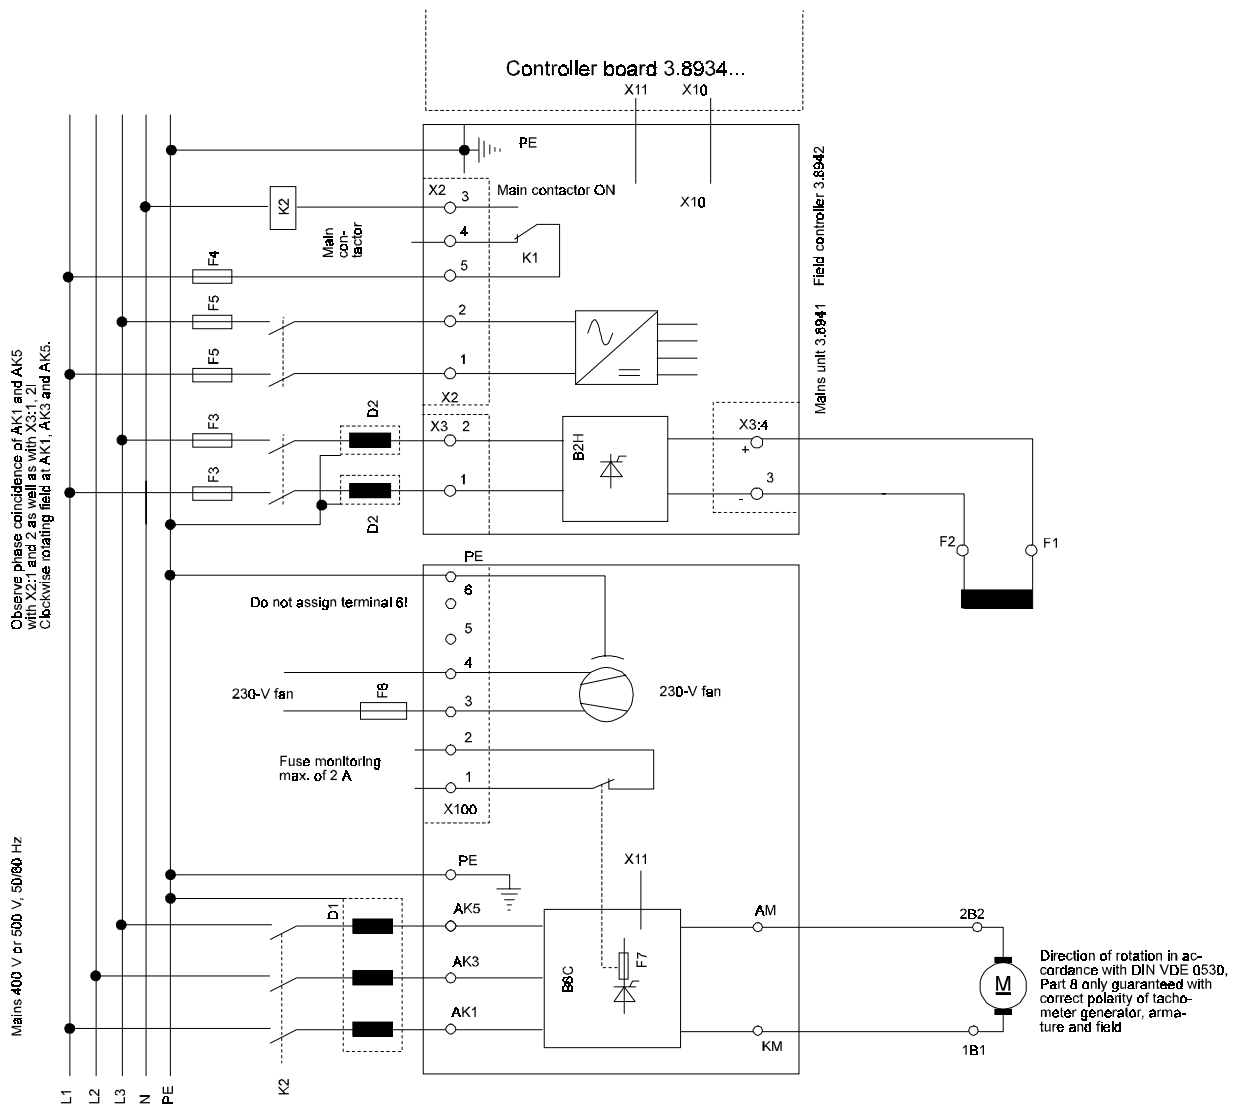 Controller board 3.8934...
X11
X10
PE
X2
3
Main contactor ON
X10
K2
Main
con-
tactor
4
K1
F4
5
F5
2
F5
1
X2
Field controller 3.8942
Mains unit 3.8941
Observe phase coincidence of AK1 and AK5
with X2:1 and 2 as well as with X3:1, 2!
Clockwise rotating field at AK1, AK3 and AK5.
F3
D2
X3
2
B2H
X3:4
+
F3
1
3
-
D2
F2
F1
PE
6
Do not assign terminal 6!
5
4
230-V fan
F8
3
230-V fan
2
Fuse monitoring
max. of 2 A
1
X100
Mains 400 V or 500 V, 50/60 Hz
PE
X11
D1
AK5
AM
2B2
AK3
B6C
F7
M
Direction of rotation in ac-
cordance with DIN VDE 0530,
Part 8 only guaranteed with
correct polarity of tacho-
meter generator, arma-
ture and field
AK1
KM
1B1
L1
L2
L3
N
PE
K2